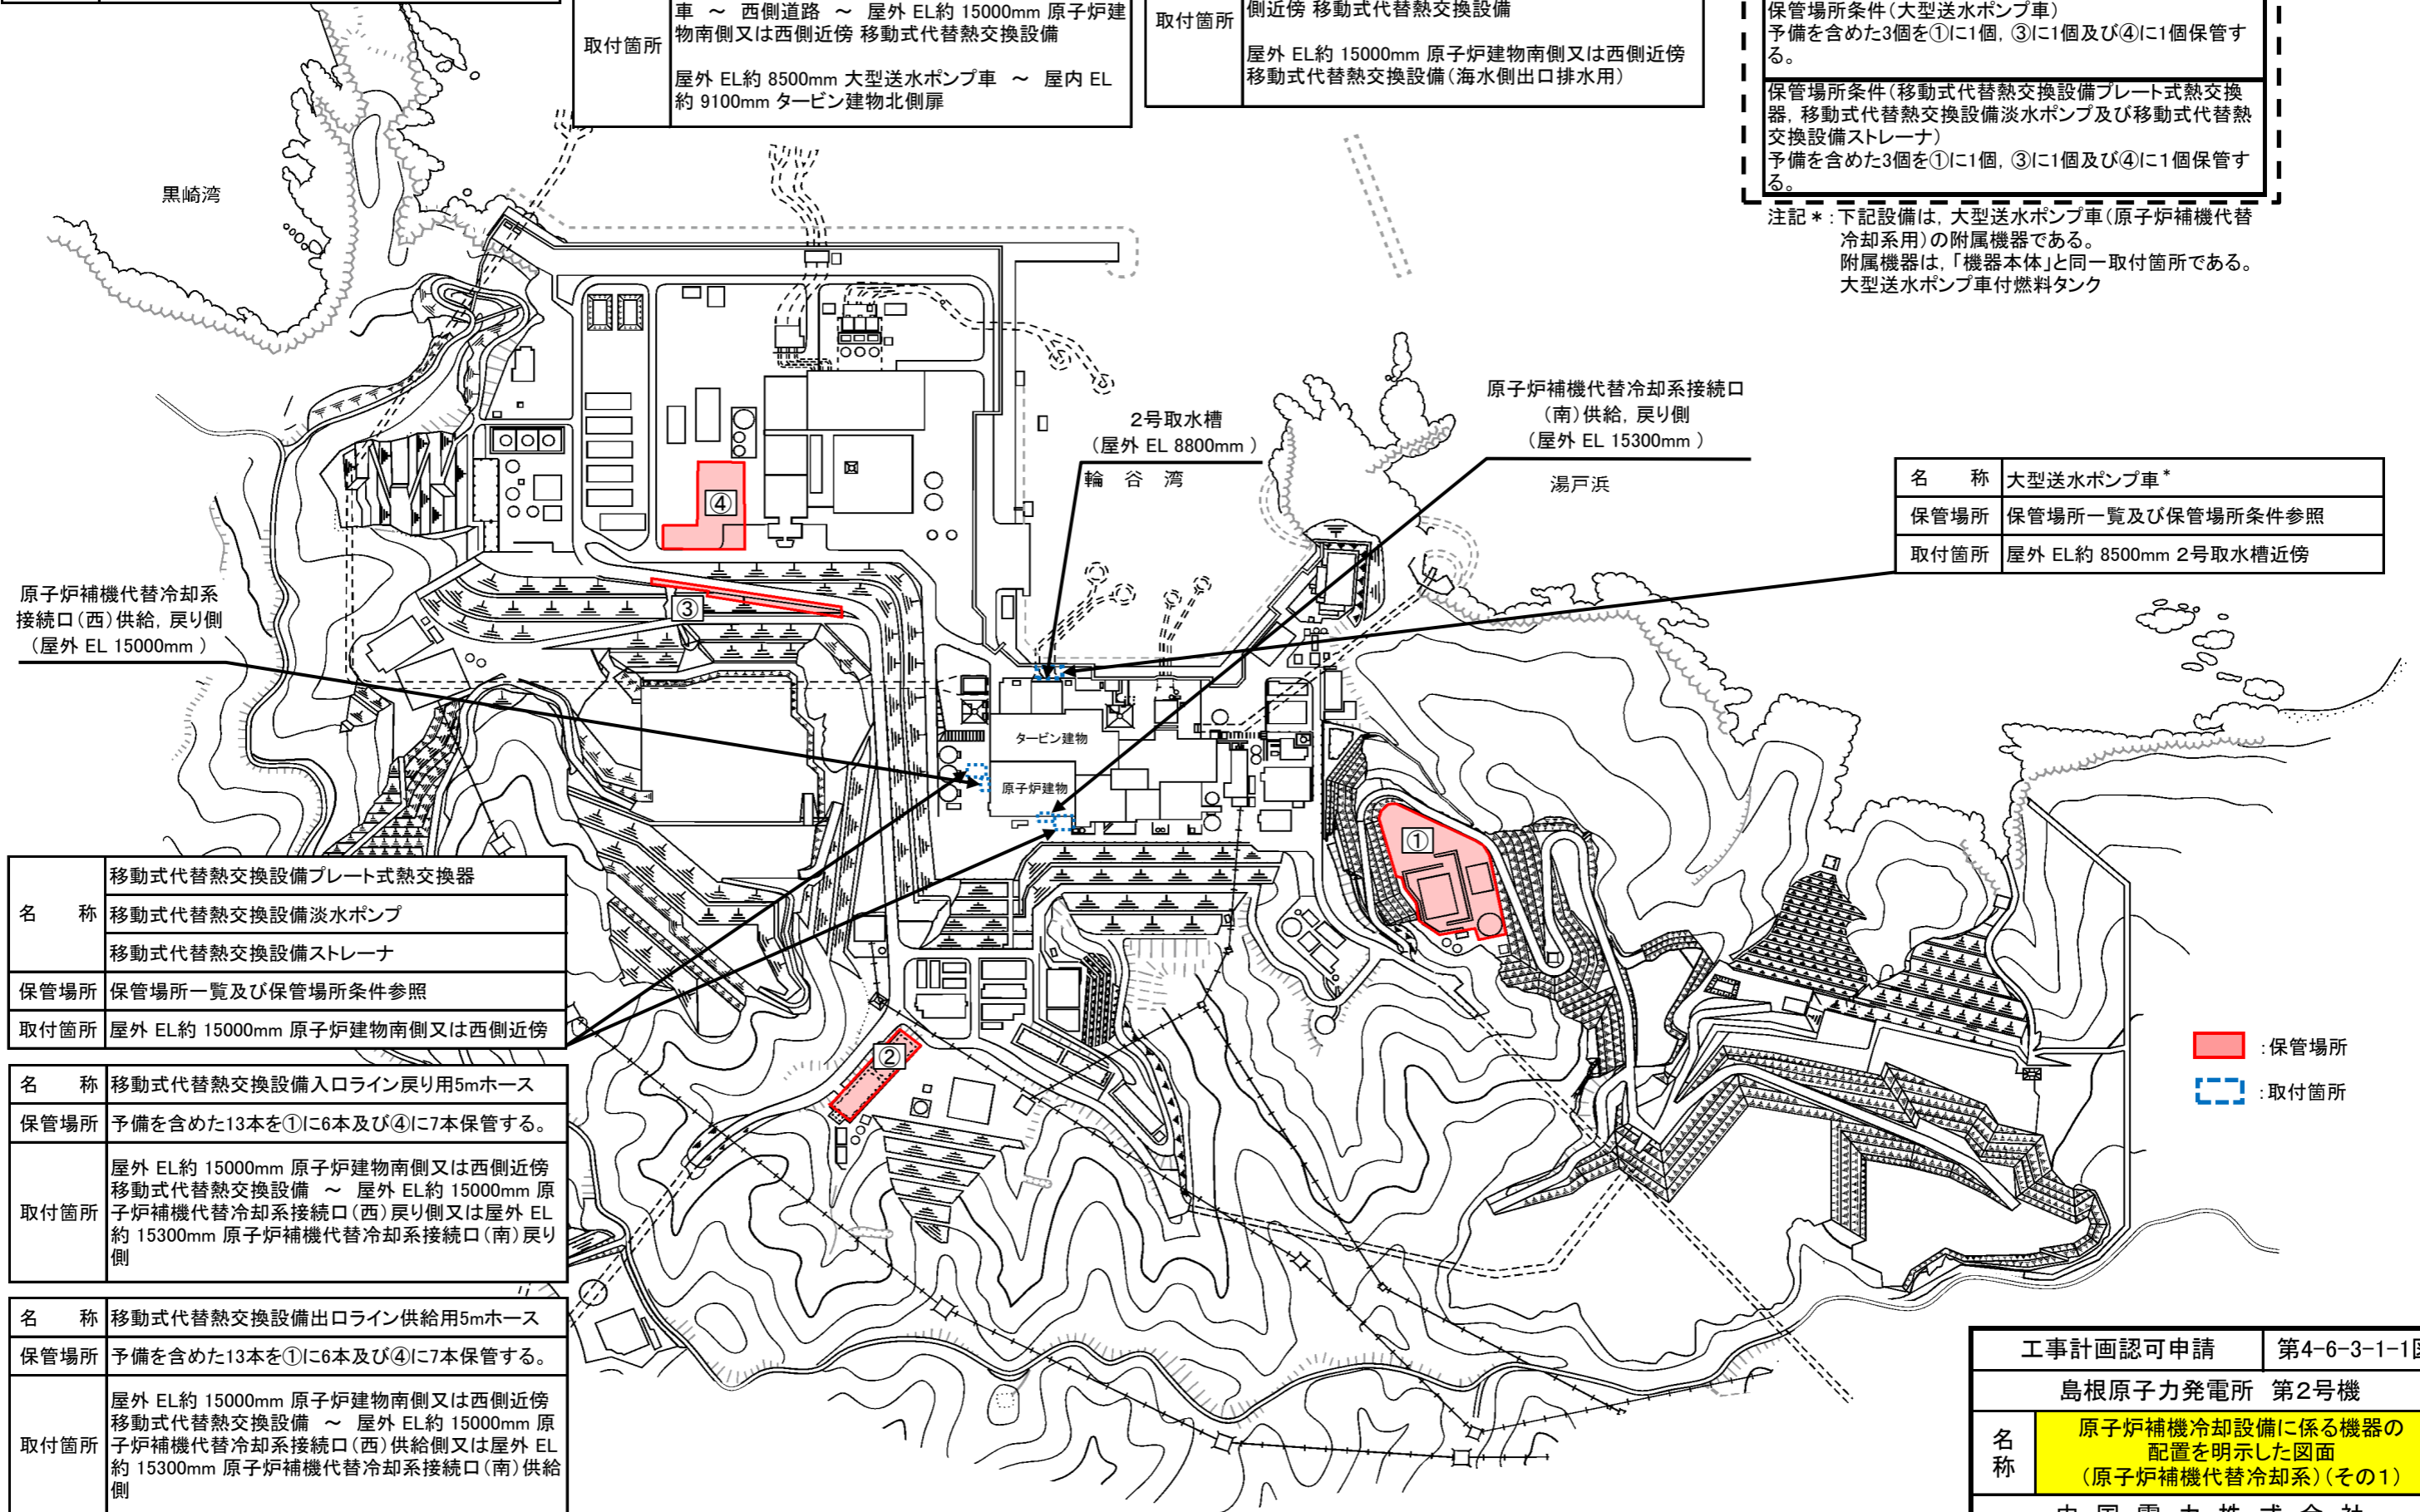 取付箇所
車 ～ 西側道路 ～ 屋外 EL約 15000mm 原子炉建
物南側又は西側近傍 移動式代替熱交換設備
屋外 EL約 8500mm 大型送水ポンプ車 ～ 屋内 EL
約 9100mm タービン建物北側扉
取付箇所
側近傍 移動式代替熱交換設備
屋外 EL約 15000mm 原子炉建物南側又は西側近傍
移動式代替熱交換設備(海水側出口排水用)
保管場所条件(大型送水ポンプ車)
予備を含めた3個を①に1個, ③に1個及び④に1個保管す
る。
保管場所条件(移動式代替熱交換設備プレート式熱交換
器, 移動式代替熱交換設備淡水ポンプ及び移動式代替熱
交換設備ストレーナ)
予備を含めた3個を①に1個, ③に1個及び④に1個保管す
る。
注記＊:下記設備は, 大型送水ポンプ車(原子炉補機代替
冷却系用)の附属機器である。
附属機器は, 「機器本体」と同一取付箇所である。
大型送水ポンプ車付燃料タンク
黒崎湾
2号取水槽
(屋外 EL 8800mm )
輪 谷 湾
原子炉補機代替冷却系接続口
(南)供給, 戻り側
(屋外 EL 15300mm )
湯戸浜
名 称 大型送水ポンプ車＊
保管場所 保管場所一覧及び保管場所条件参照
取付箇所 屋外 EL約 8500mm 2号取水槽近傍
④
③
原子炉補機代替冷却系
接続口(西)供給, 戻り側
(屋外 EL 15000mm )
タービン建物
原子炉建物
①
②
名 称 移動式代替熱交換設備プレート式熱交換器
移動式代替熱交換設備淡水ポンプ
移動式代替熱交換設備ストレーナ
保管場所 保管場所一覧及び保管場所条件参照
取付箇所 屋外 EL約 15000mm 原子炉建物南側又は西側近傍
名 称 移動式代替熱交換設備入口ライン戻り用5mホース
保管場所 予備を含めた13本を①に6本及び④に7本保管する。
取付箇所
屋外 EL約 15000mm 原子炉建物南側又は西側近傍
移動式代替熱交換設備 ～ 屋外 EL約 15000mm 原
子炉補機代替冷却系接続口(西)戻り側又は屋外 EL
約 15300mm 原子炉補機代替冷却系接続口(南)戻り
側
名 称 移動式代替熱交換設備出口ライン供給用5mホース
保管場所 予備を含めた13本を①に6本及び④に7本保管する。
取付箇所
屋外 EL約 15000mm 原子炉建物南側又は西側近傍
移動式代替熱交換設備 ～ 屋外 EL約 15000mm 原
子炉補機代替冷却系接続口(西)供給側又は屋外 EL
約 15300mm 原子炉補機代替冷却系接続口(南)供給
側
:保管場所
:取付箇所
工事計画認可申請 第4-6-3-1-1図
島根原子力発電所 第2号機
名称
原子炉補機冷却設備に係る機器の
配置を明示した図面
(原子炉補機代替冷却系)(その1)
中 国 電 力 株 式 会 社